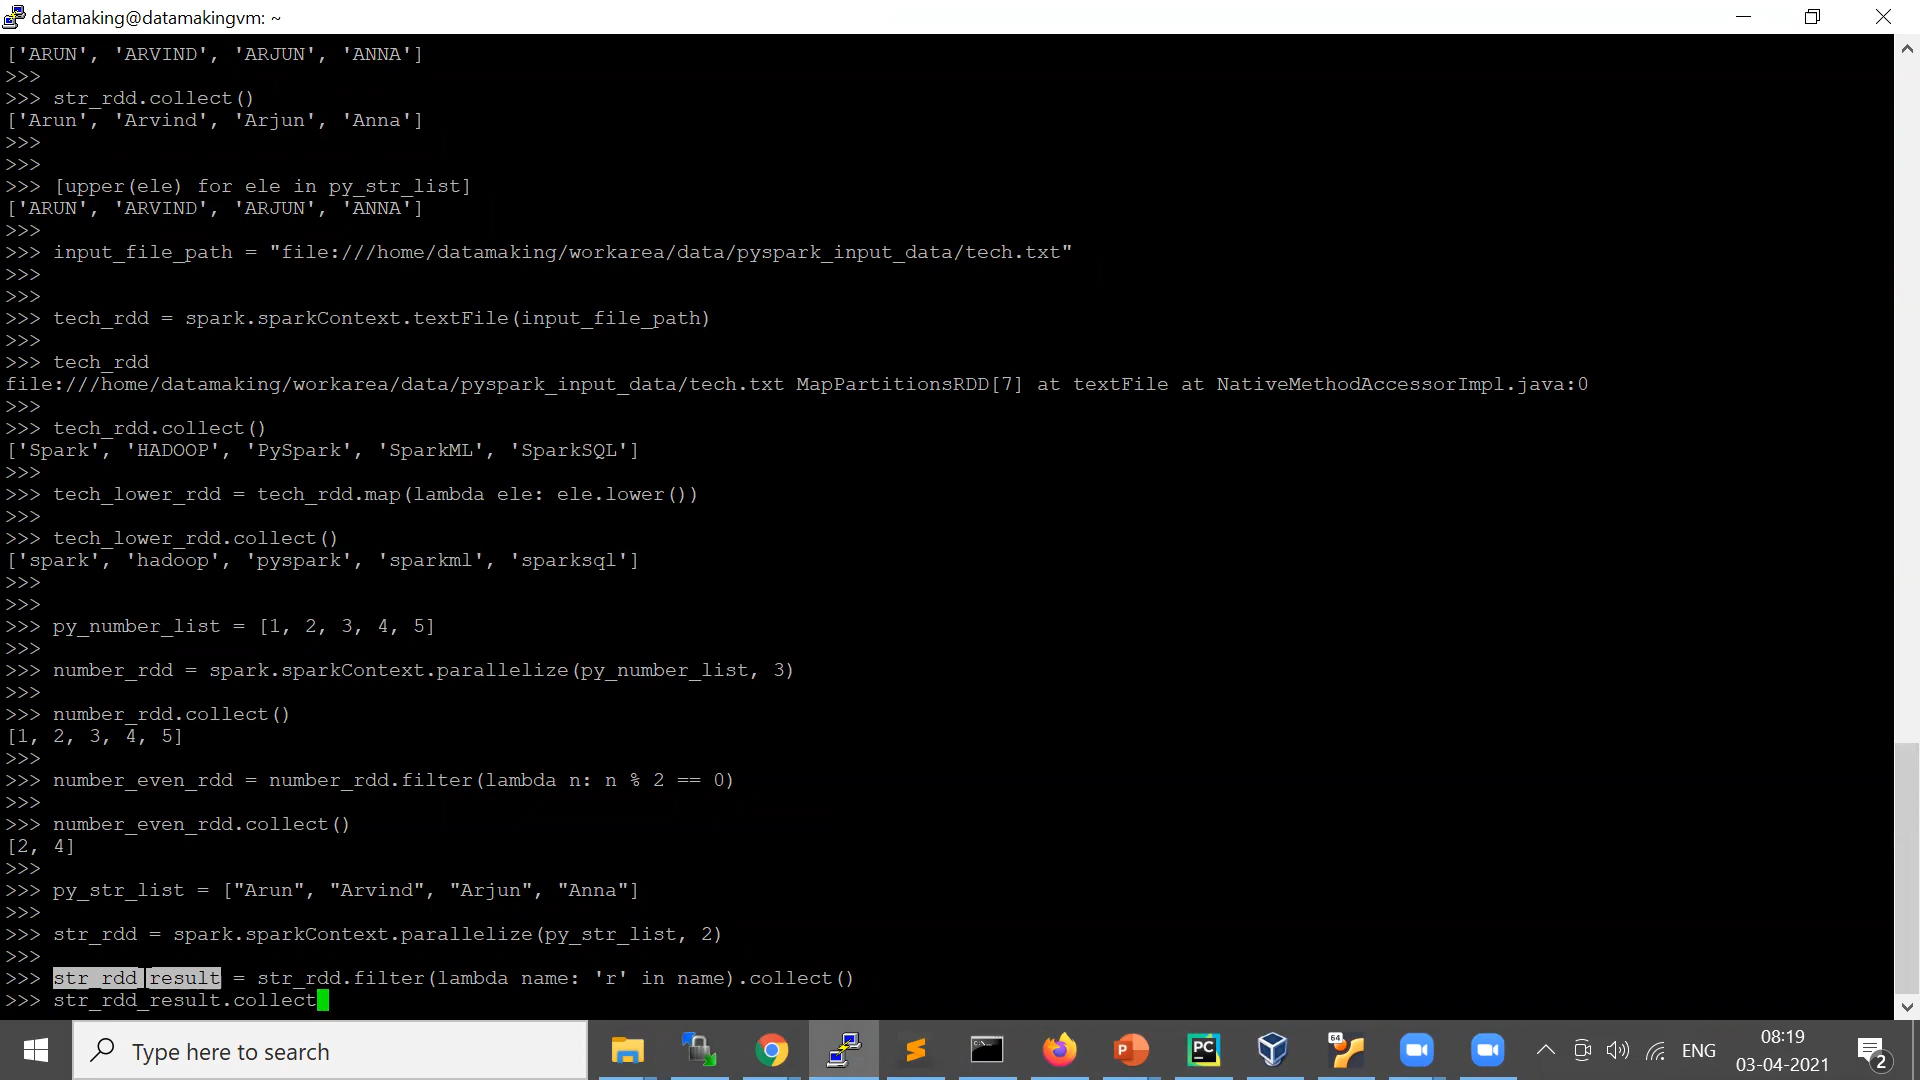 datamaking@datamakingvm: ~
['ARUN', 'ARVIND', 'ARJUN', 'ANNA']
>>>
>>> str_rdd.collect()
['Arun', 'Arvind', 'Arjun', 'Anna']
>>>
>>>
>>> [upper(ele) for ele in py_str_list]
['ARUN', 'ARVIND', 'ARJUN', 'ANNA']
>>>
>>> input_file_path = "file:///home/datamaking/workarea/data/pyspark_input_data/tech.txt"
>>>
>>>
>>> tech_rdd = spark.sparkContext.textFile(input_file_path)
>>>
>>> tech_rdd
file:///home/datamaking/workarea/data/pyspark_input_data/tech.txt MapPartitionsRDD[7] at textFile at NativeMethodAccessorImpl.java:0
>>>
>>> tech_rdd.collect()
['Spark', 'HADOOP', 'PySpark', 'SparkML', 'SparkSQL']
>>>
>>> tech_lower_rdd = tech_rdd.map(lambda ele: ele.lower())
>>>
>>> tech_lower_rdd.collect()
['spark', 'hadoop', 'pyspark', 'sparkml', 'sparksql']
>>>
>>>
>>> py_number_list = [1, 2, 3, 4, 5]
>>>
>>> number_rdd = spark.sparkContext.parallelize(py_number_list, 3)
>>>
>>> number_rdd.collect()
[1, 2, 3, 4, 5]
>>>
>>> number_even_rdd = number_rdd.filter(lambda n: n % 2 == 0)
>>>
>>> number_even_rdd.collect()
[2, 4]
>>>
>>> py_str_list = ["Arun", "Arvind", "Arjun", "Anna"]
>>>
>>> str_rdd = spark.sparkContext.parallelize(py_str_list, 2)
>>>
>>> str_rdd_result = str_rdd.filter(lambda name: 'r' in name).collect()
>>> str_rdd_result.collect
Type here to search
P
PC
64
ENG
08:19
03-04-2021
2